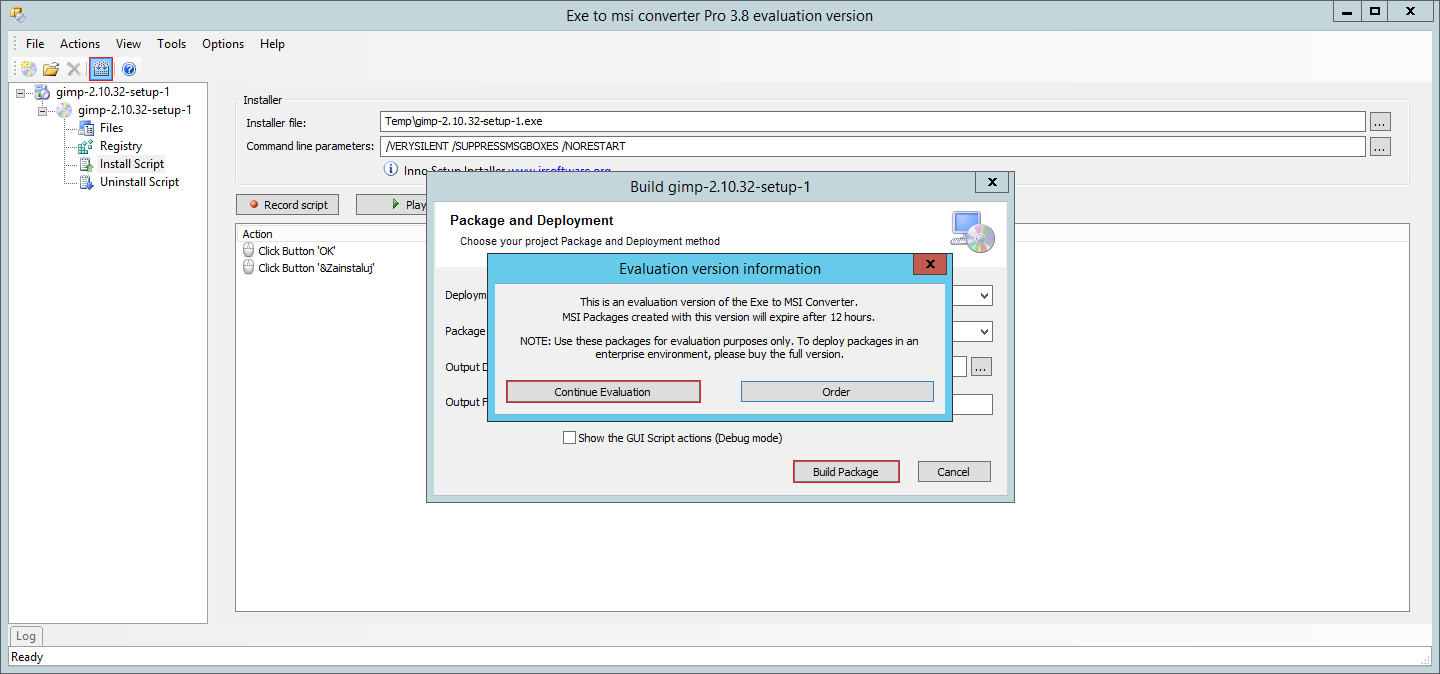 Exe to msi converter Pro 3.8 evaluation version
File Actions View Tools Options Help
gimp-2.10.32-setup-1
gimp-2.10.32-setup-1
Files
Registry
Install Script
Uninstall Script
Installer
Installer file: Temp\gimp-2.10.32-setup-1.exe ...
Command line parameters: /VERYSILENT /SUPPRESSMSGBOXES /NORESTART ...
Inno Setup Installer www.jrsoftware.org
Record script Play
Action
Click Button 'OK'
Click Button '&Zainstaluj'
Build gimp-2.10.32-setup-1
Package and Deployment
Choose your project Package and Deployment method
Package
Output
Output
...
Evaluation version information
This is an evaluation version of the Exe to MSI Converter.
MSI Packages created with this version will expire after 12 hours.
NOTE: Use these packages for evaluation purposes only. To deploy packages in an
enterprise environment, please buy the full version.
Continue Evaluation Order
Show the GUI Script actions (Debug mode)
Build Package Cancel
Log
Ready